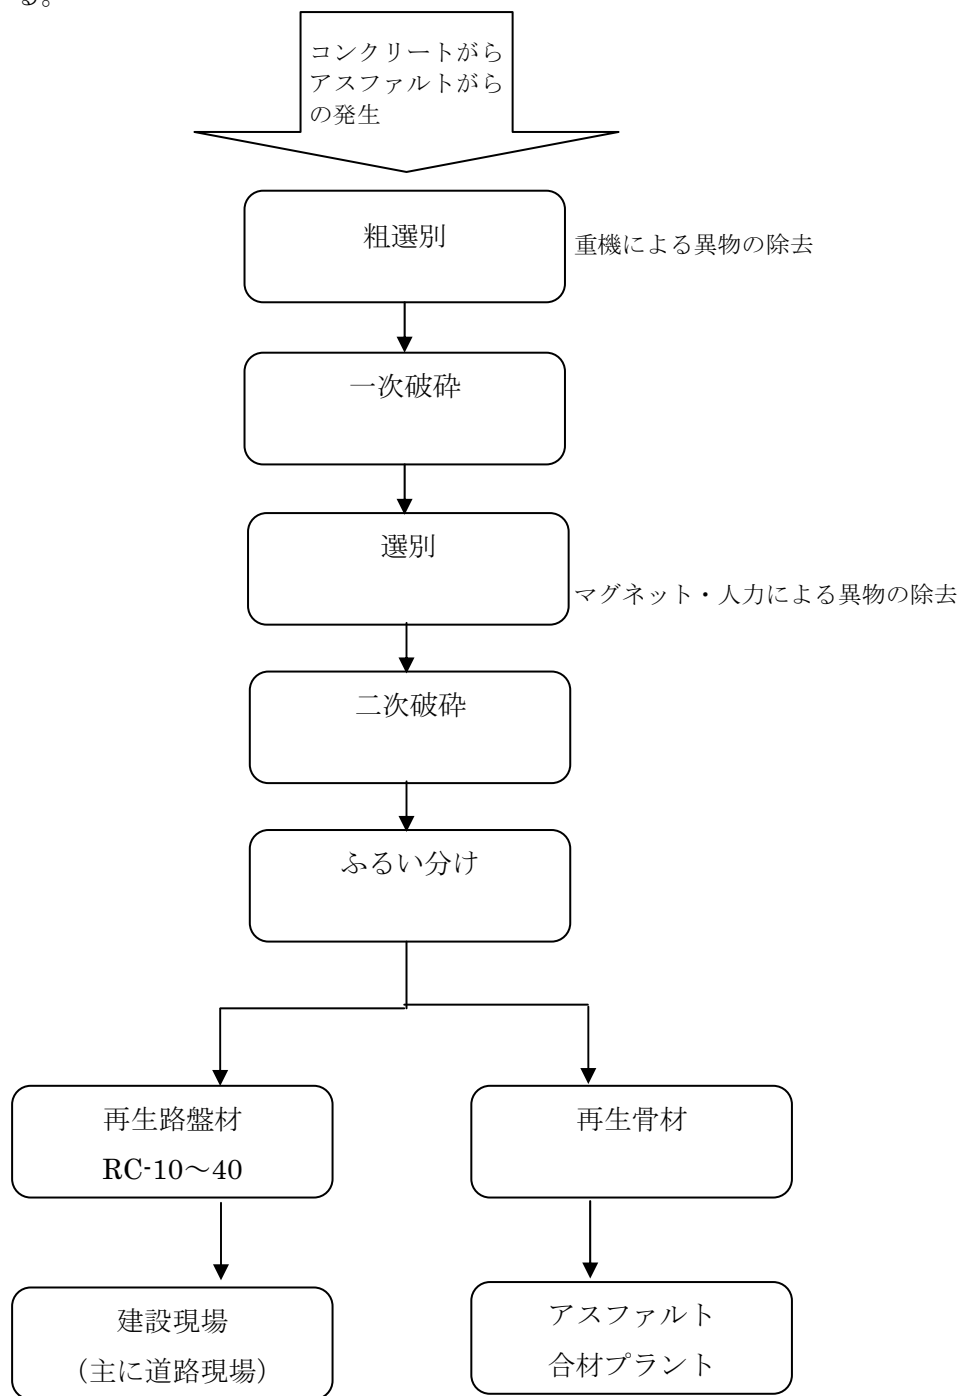 る。
コンクリートがら
アスファルトがら
の発生
粗選別
重機による異物の除去
一次破砕
選別
マグネット・人力による異物の除去
二次破砕
ふるい分け
再生路盤材
RC-10～40
再生骨材
建設現場
（主に道路現場）
アスファルト
合材プラント